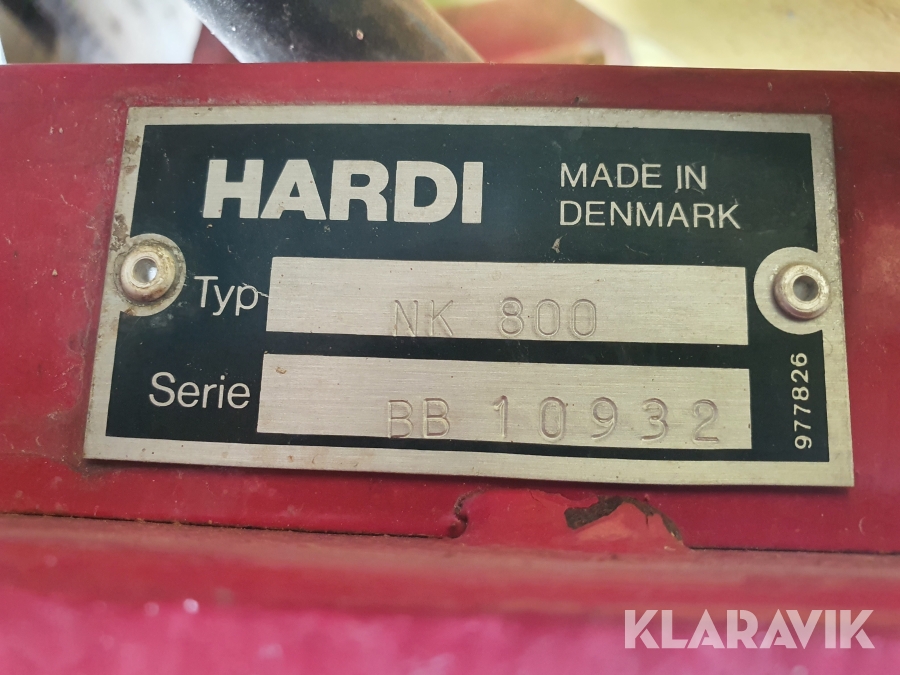 HARDI
MADE IN
DENMARK
Typ NK 800
Serie BB 10932
977826
KLARAVIK